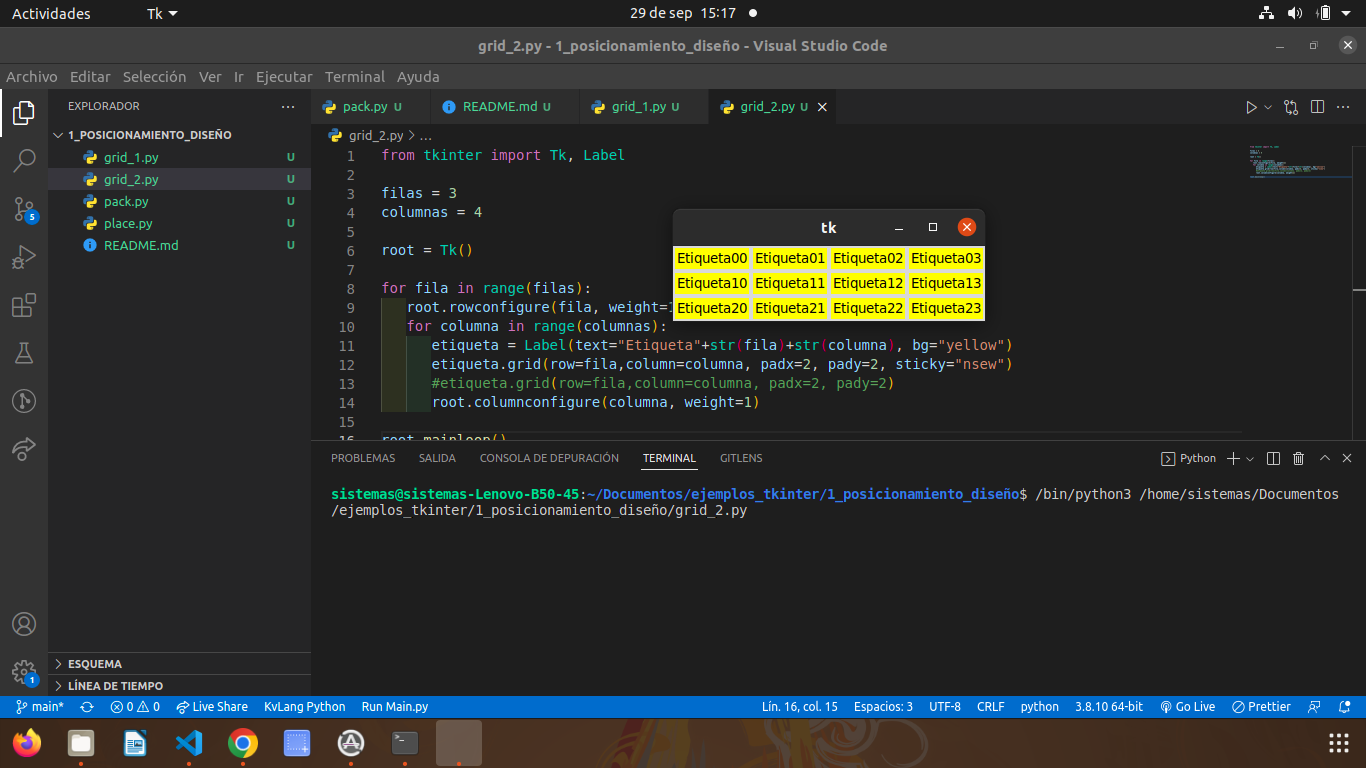 Actividades Tk 29 de sep 15:17
grid_2.py - 1_posicionamiento_diseño - Visual Studio Code
Archivo Editar Selección Ver Ir Ejecutar Terminal Ayuda
EXPLORADOR
1_POSICIONAMIENTO_DISEÑO
grid_1.py U
grid_2.py U
pack.py U
place.py U
README.md U
5
1
ESQUEMA
LÍNEA DE TIEMPO
pack.py U README.md U grid_1.py U grid_2.py U
grid_2.py > ...
1 from tkinter import Tk, Label
2
3 filas = 3
4 columnas = 4
5
6 root = Tk()
7
8 for fila in range(filas):
9 root.rowconfigure(fila, weight=1
10 for columna in range(columnas):
11 etiqueta = Label(text="Etiqueta"+str(fila)+str(columna), bg="yellow")
12 etiqueta.grid(row=fila,column=columna, padx=2, pady=2, sticky="nsew")
13 #etiqueta.grid(row=fila,column=columna, padx=2, pady=2)
14 root.columnconfigure(columna, weight=1)
15
16 root.mainloop()
tk
Etiqueta00 Etiqueta01 Etiqueta02 Etiqueta03
Etiqueta10 Etiqueta11 Etiqueta12 Etiqueta13
Etiqueta20 Etiqueta21 Etiqueta22 Etiqueta23
PROBLEMAS SALIDA CONSOLA DE DEPURACIÓN TERMINAL GITLENS Python
sistemas@sistemas-Lenovo-B50-45:~/Documentos/ejemplos_tkinter/1_posicionamiento_diseño$ /bin/python3 /home/sistemas/Documentos
/ejemplos_tkinter/1_posicionamiento_diseño/grid_2.py
main* 0 0 Live Share KvLang Python Run Main.py Lín. 16, col. 15 Espacios: 3 UTF-8 CRLF python 3.8.10 64-bit Go Live Prettier